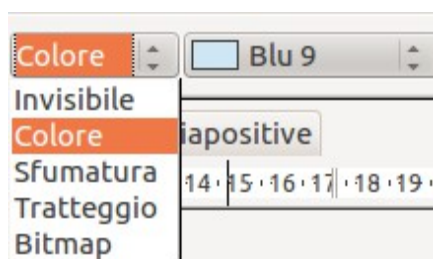 Colore Blu 9
Invisibile
Colore iapositive
Sfumatura 14 15 16 17 18 19
Tratteggio
Bitmap